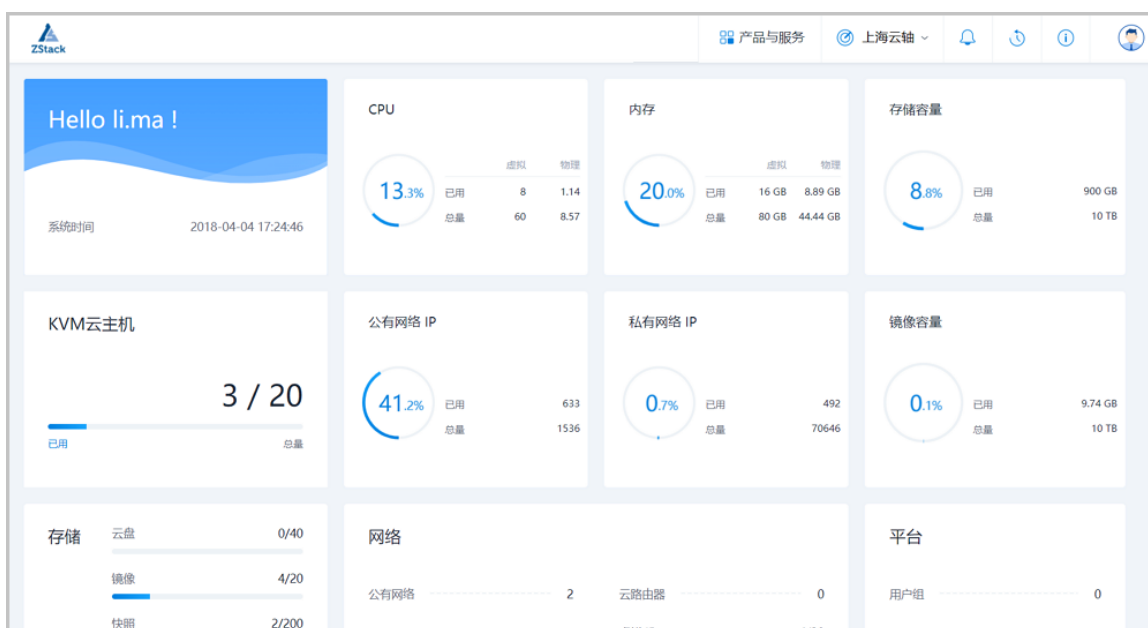 ZStack
产品与服务
上海云轴
Hello li.ma !
系统时间 2018-04-04 17:24:46
CPU
13.3%
虚拟 物理
已用 8 1.14
总量 60 8.57
内存
20.0%
虚拟 物理
已用 16 GB 8.89 GB
总量 80 GB 44.44 GB
存储容量
8.8%
已用 900 GB
总量 10 TB
KVM云主机
3 / 20
已用 总量
公有网络 IP
41.2%
已用 633
总量 1536
私有网络 IP
0.7%
已用 492
总量 70646
镜像容量
0.1%
已用 9.74 GB
总量 10 TB
存储
云盘 0/40
镜像 4/20
快照 2/200
网络
公有网络 2
云路由器 0
平台
用户组 0